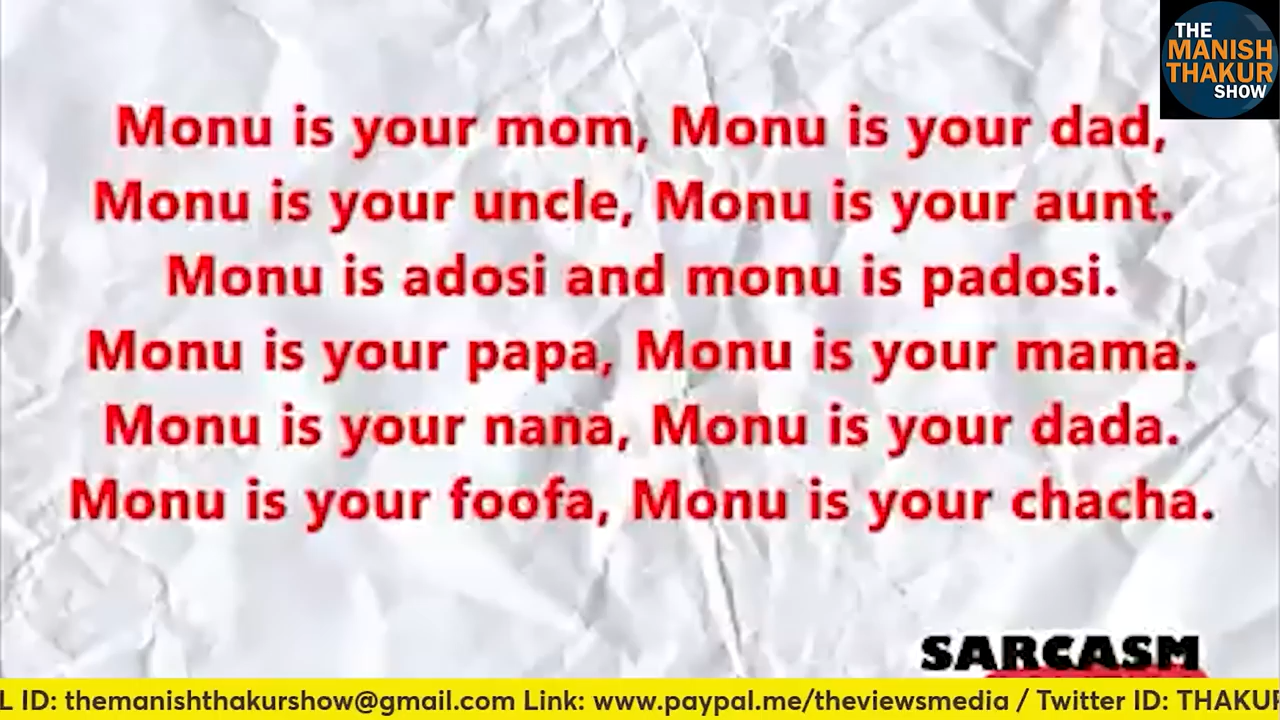 THE
MANISH
THAKUR
SHOW
Monu is your mom, Monu is your dad,
Monu is your uncle, Monu is your aunt.
Monu is adosi and monu is padosi.
Monu is your papa, Monu is your mama.
Monu is your nana, Monu is your dada.
Monu is your foofa, Monu is your chacha.
SARCASM
L ID: themanishthakurshow@gmail.com Link: www.paypal.me/theviewsmedia / Twitter ID: THAKUR